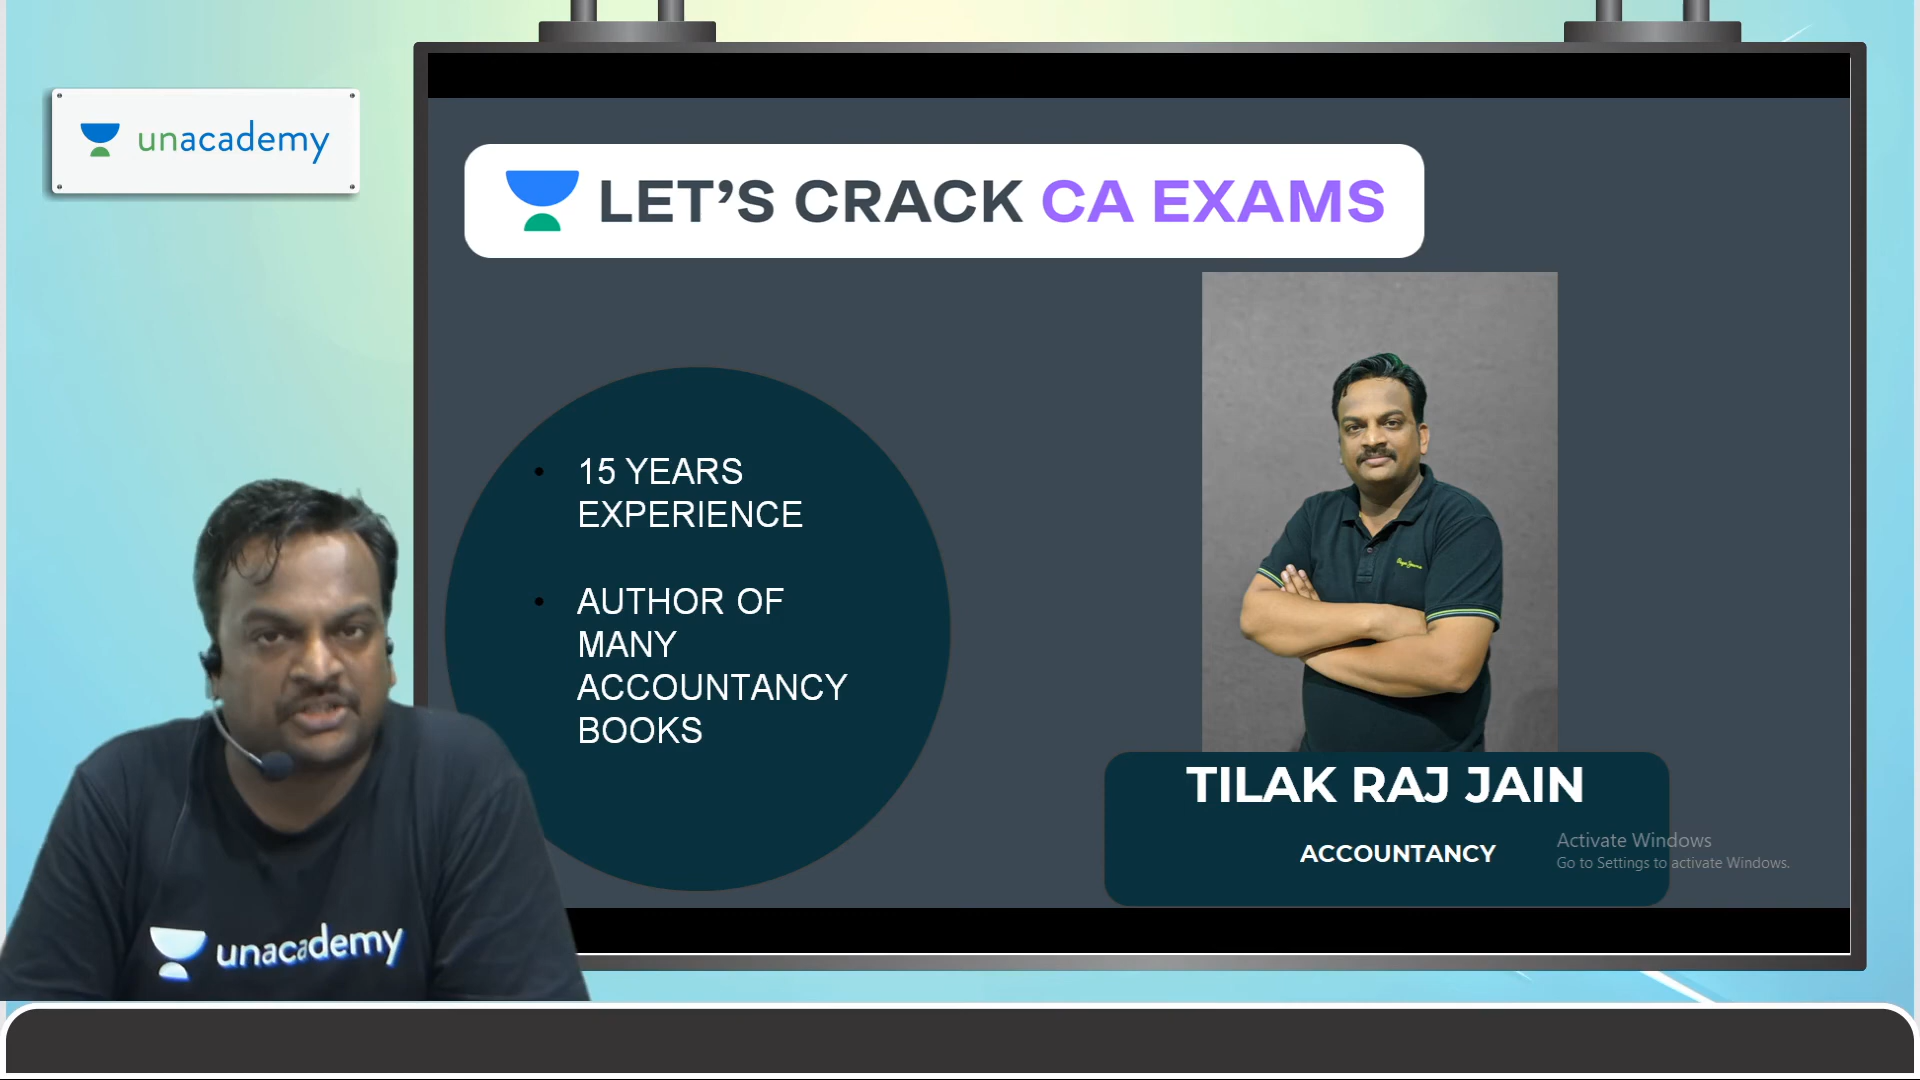 unacademy
LET'S CRACK CA EXAMS
• 15 YEARS
EXPERIENCE
• AUTHOR OF
MANY
ACCOUNTANCY
BOOKS
TILAK RAJ JAIN
ACCOUNTANCY
Activate Windows
Go to Settings to activate Windows.
unacademy